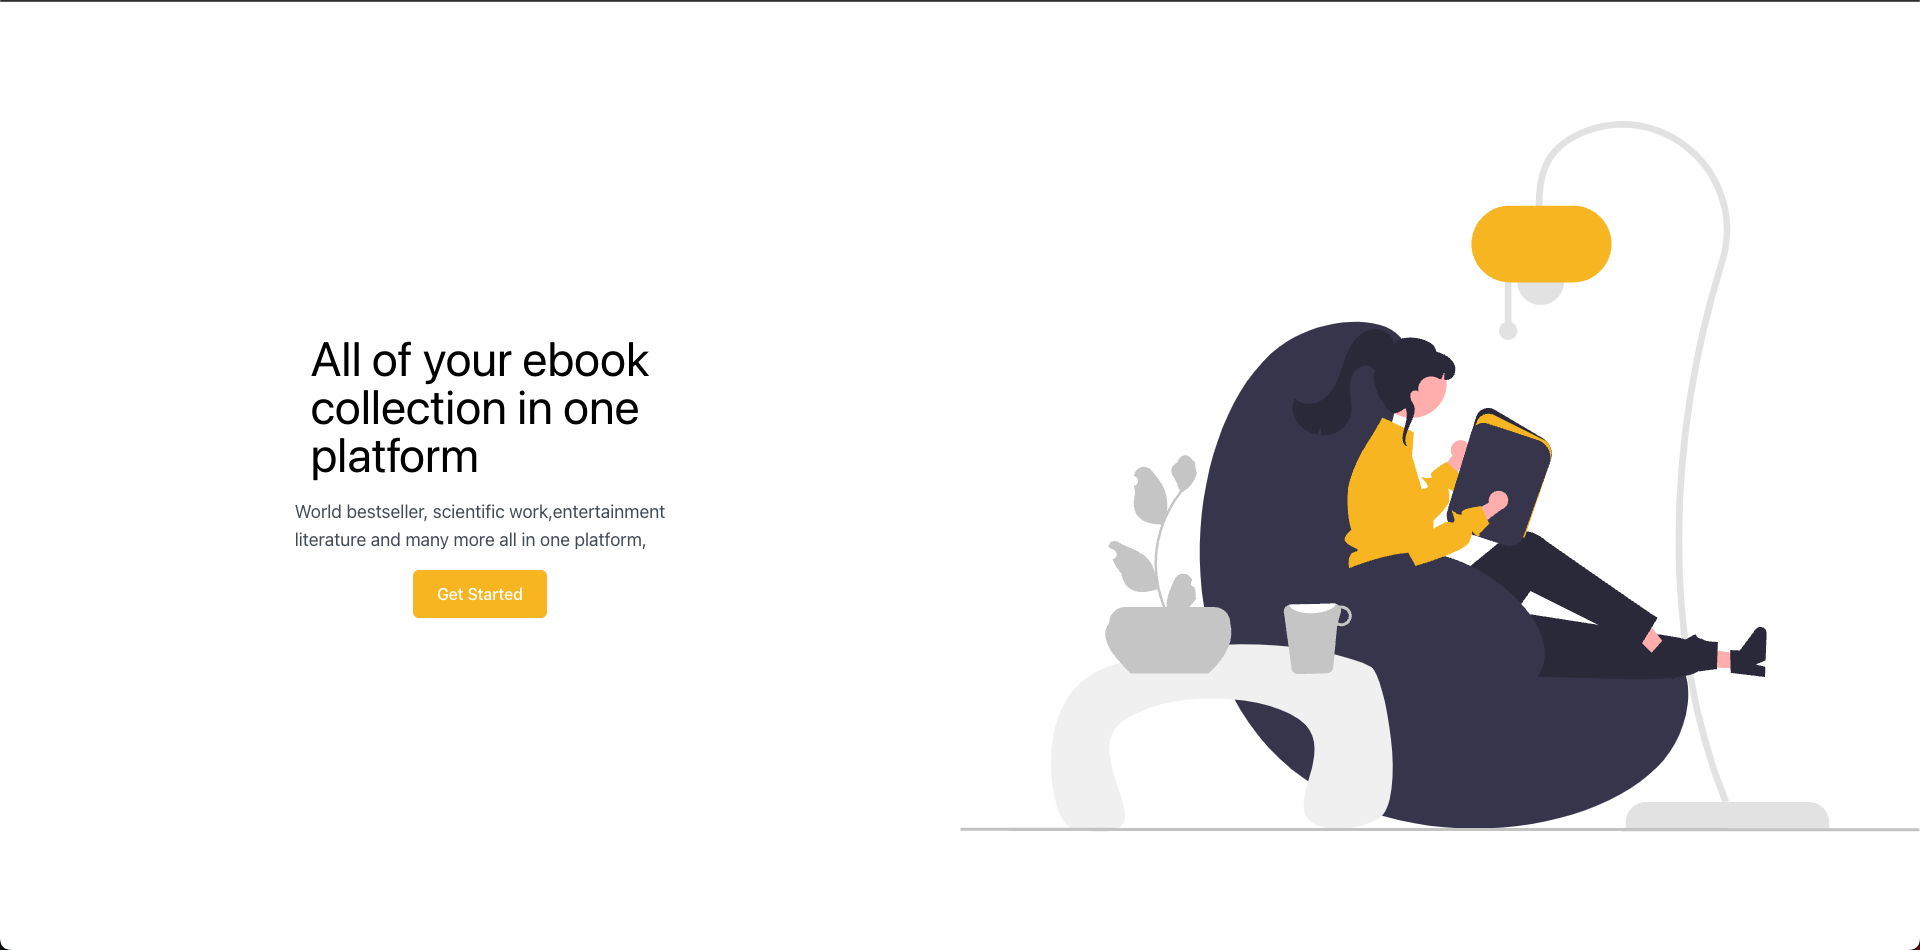 All of your ebook
collection in one
platform
World bestseller, scientific work,entertainment
literature and many more all in one platform,
Get Started